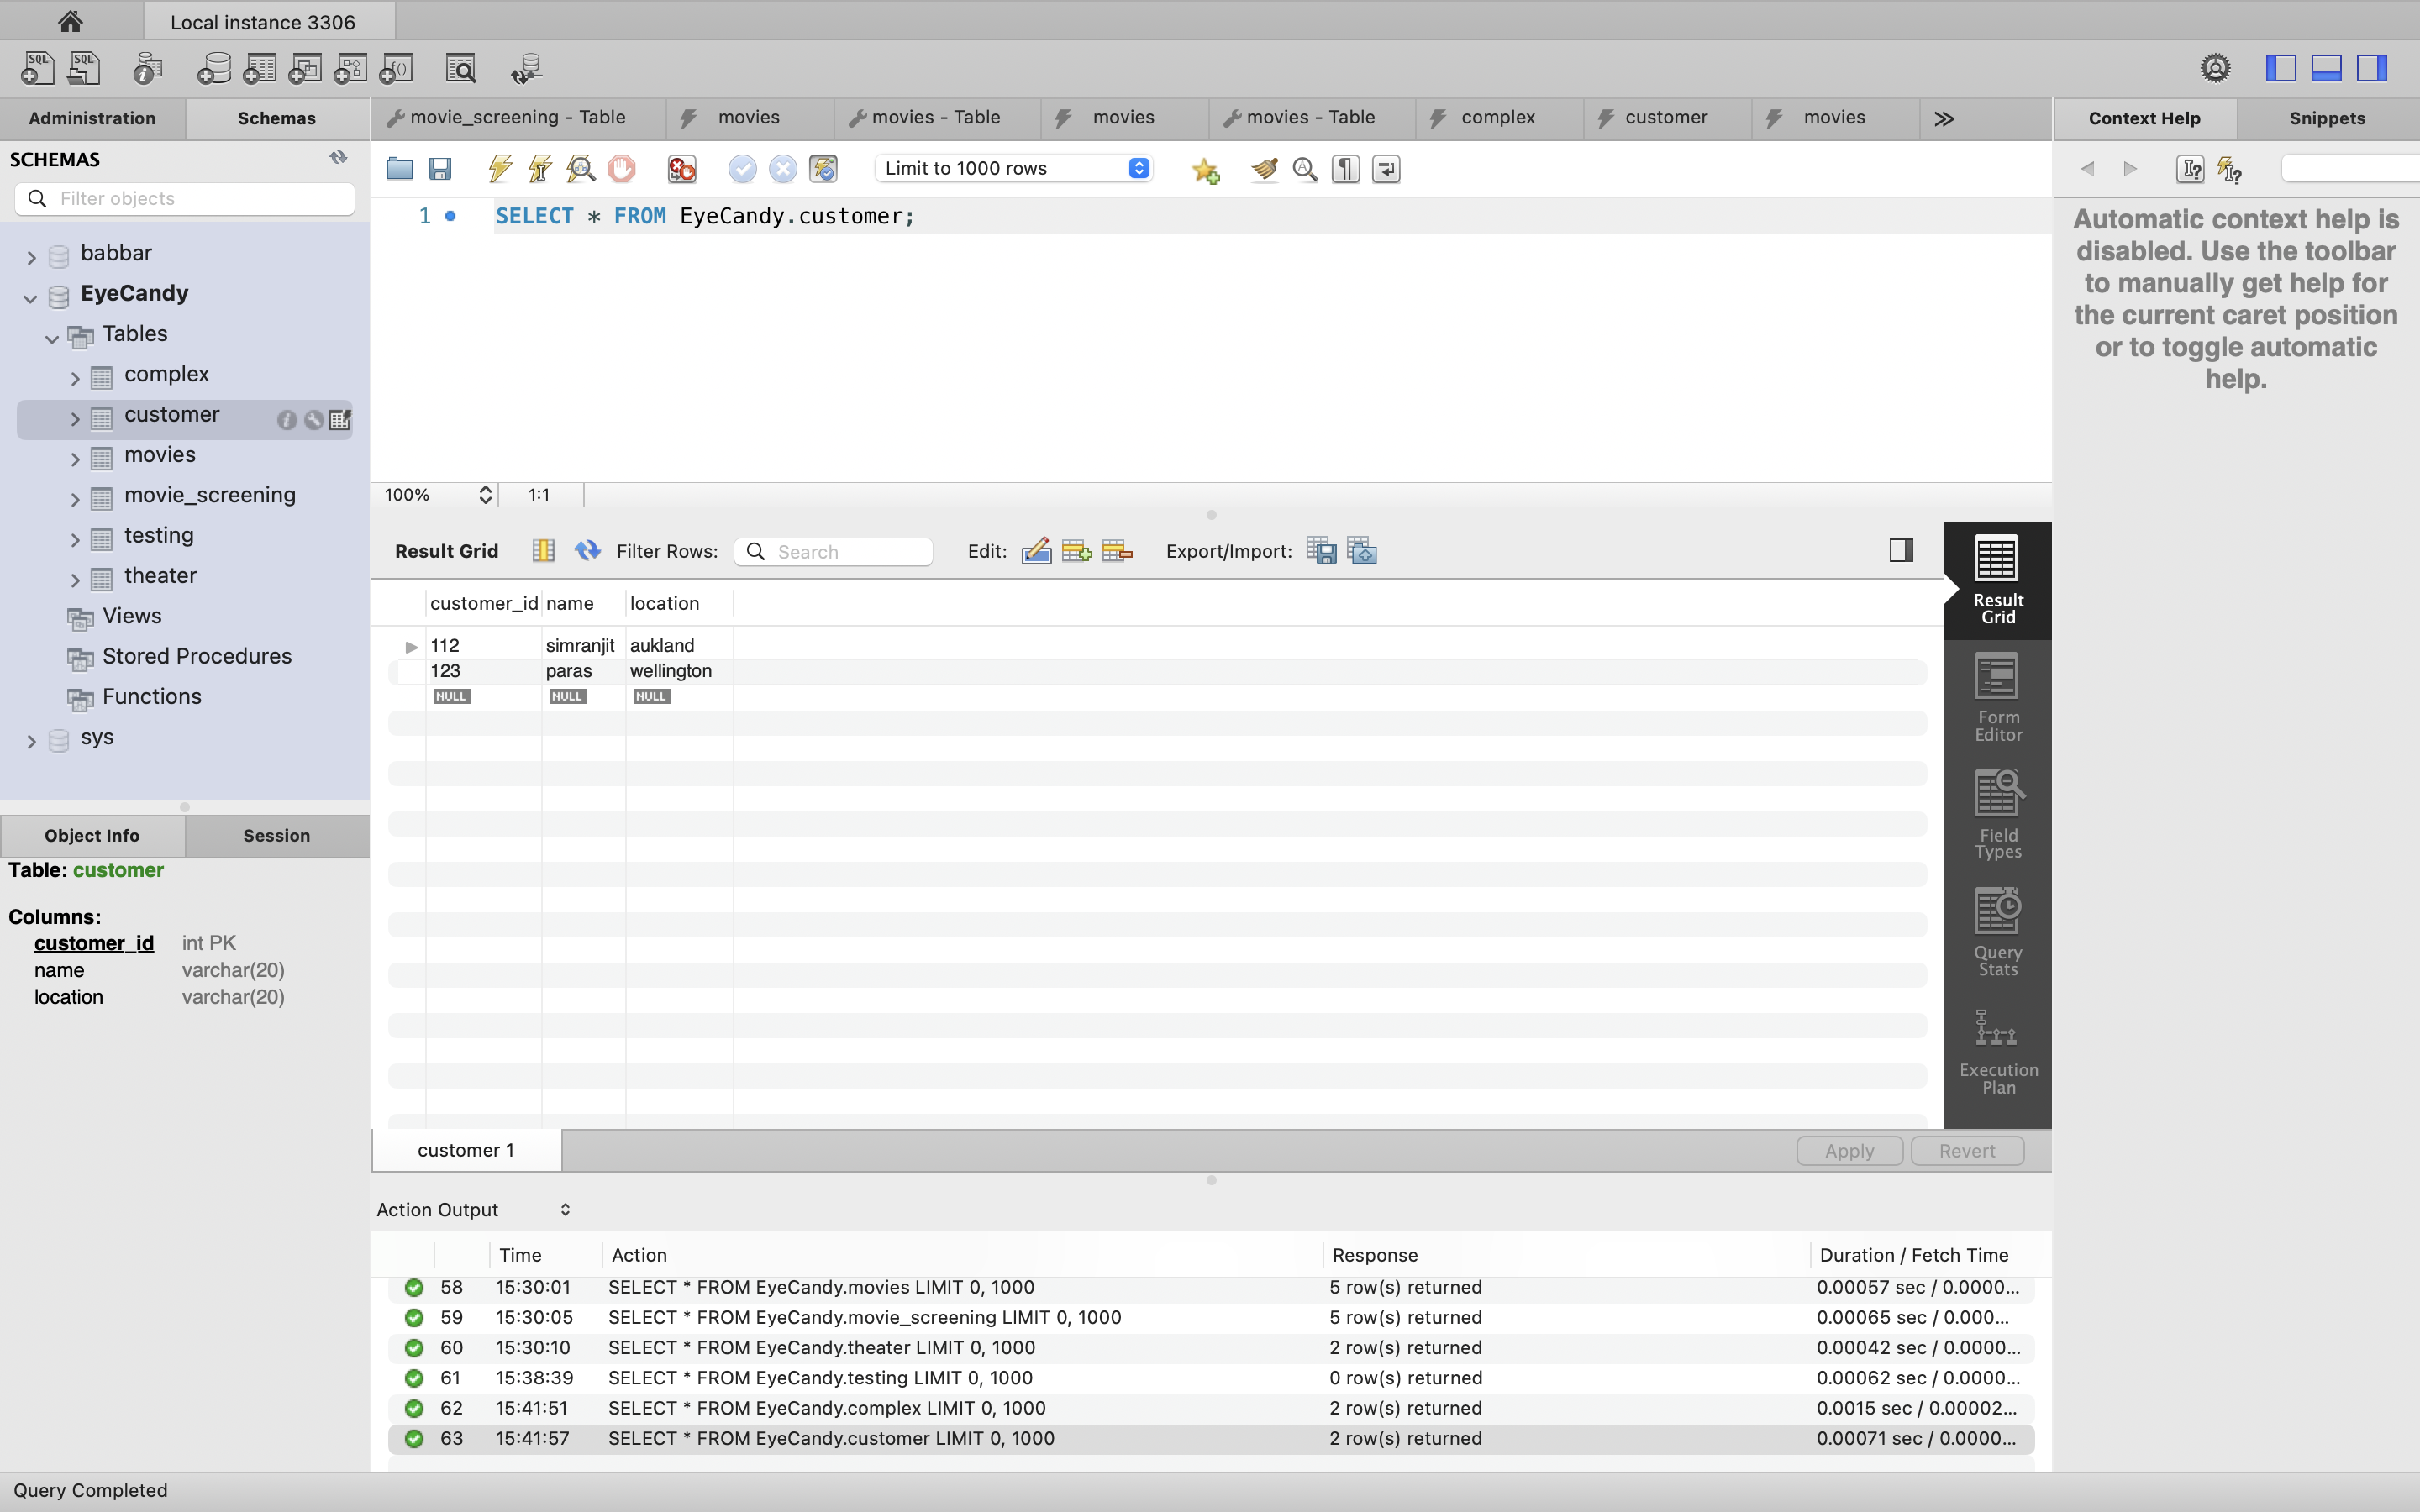 Local instance 3306
Administration
Schemas
movie_screening - Table
movies
movies - Table
movies
movies - Table
complex
customer
movies
Context Help
Snippets
SCHEMAS
Filter objects
babbar
EyeCandy
Tables
complex
customer
movies
movie_screening
testing
theater
Views
Stored Procedures
Functions
sys
Object Info
Session
Table: customer
Columns:
customer_id int PK
name varchar(20)
location varchar(20)
Limit to 1000 rows
1 SELECT * FROM EyeCandy.customer;
100% 1:1
Result Grid Filter Rows: Search Edit: Export/Import:
customer_id name location
112 simranjit aukland
123 paras wellington
NULL NULL NULL
Result
Grid
Form
Editor
Field
Types
Query
Stats
Execution
Plan
customer 1
Apply
Revert
Action Output
Time Action Response Duration / Fetch Time
58 15:30:01 SELECT * FROM EyeCandy.movies LIMIT 0, 1000 5 row(s) returned 0.00057 sec / 0.0000...
59 15:30:05 SELECT * FROM EyeCandy.movie_screening LIMIT 0, 1000 5 row(s) returned 0.00065 sec / 0.000...
60 15:30:10 SELECT * FROM EyeCandy.theater LIMIT 0, 1000 2 row(s) returned 0.00042 sec / 0.0000...
61 15:38:39 SELECT * FROM EyeCandy.testing LIMIT 0, 1000 0 row(s) returned 0.00062 sec / 0.0000...
62 15:41:51 SELECT * FROM EyeCandy.complex LIMIT 0, 1000 2 row(s) returned 0.0015 sec / 0.00002...
63 15:41:57 SELECT * FROM EyeCandy.customer LIMIT 0, 1000 2 row(s) returned 0.00071 sec / 0.0000...
Automatic context help is
disabled. Use the toolbar
to manually get help for
the current caret position
or to toggle automatic
help.
Query Completed